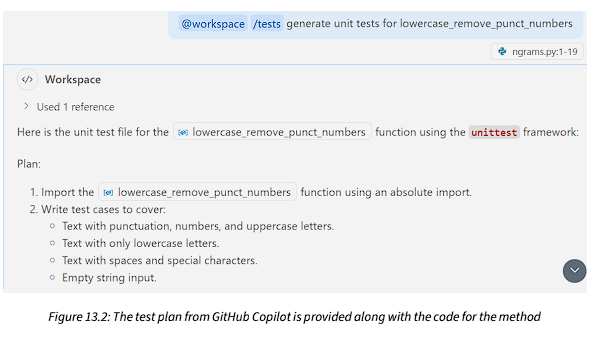 @workspace /tests generate unit tests for lowercase_remove_punct_numbers
ngrams.py:1-19
Workspace
Used 1 reference
Here is the unit test file for the lowercase_remove_punct_numbers function using the unittest framework:
Plan:
1. Import the lowercase_remove_punct_numbers function using an absolute import.
2. Write test cases to cover:
Text with punctuation, numbers, and uppercase letters.
Text with only lowercase letters.
Text with spaces and special characters.
Empty string input.
Figure 13.2: The test plan from GitHub Copilot is provided along with the code for the method